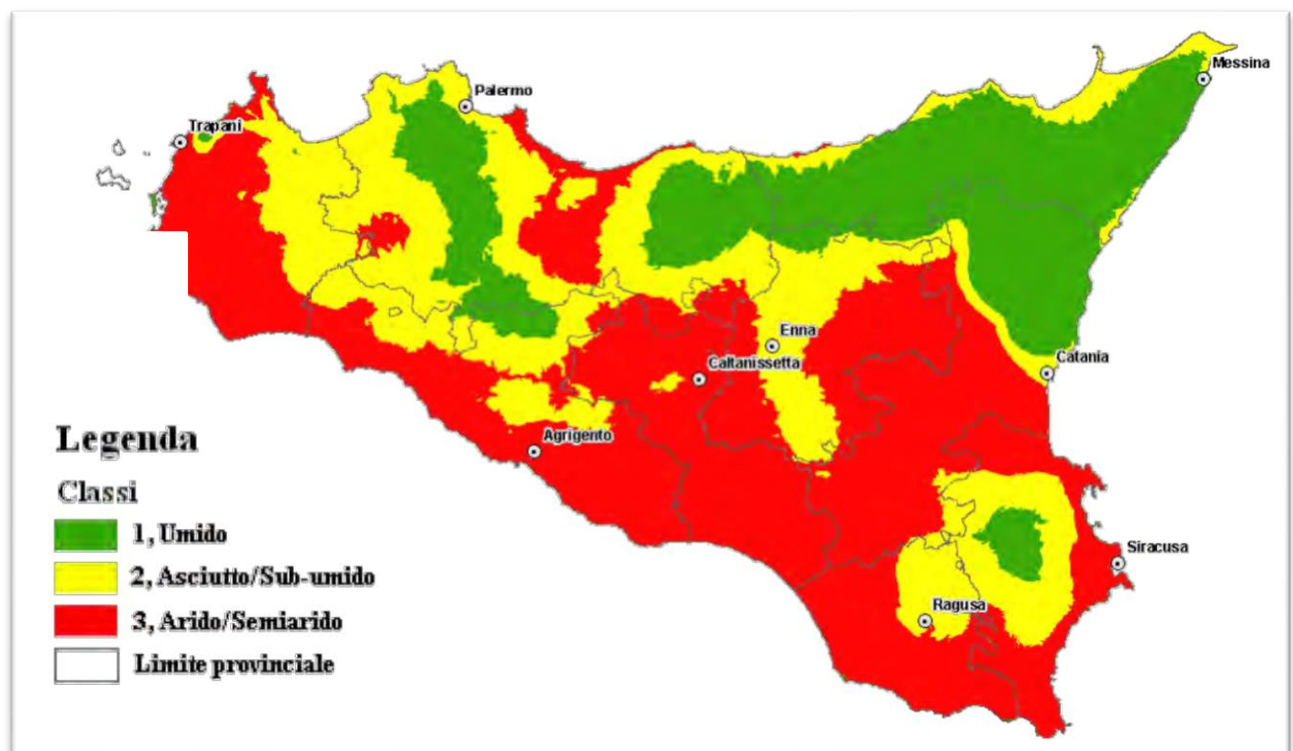 Messina
Palermo
Trapani
Enna
Catania
Caltanissetta
Agrigento
Siracusa
Ragusa
Legenda
Classi
1, Umido
2, Asciutto/Sub-umido
3, Arido/Semiarido
Limite provinciale